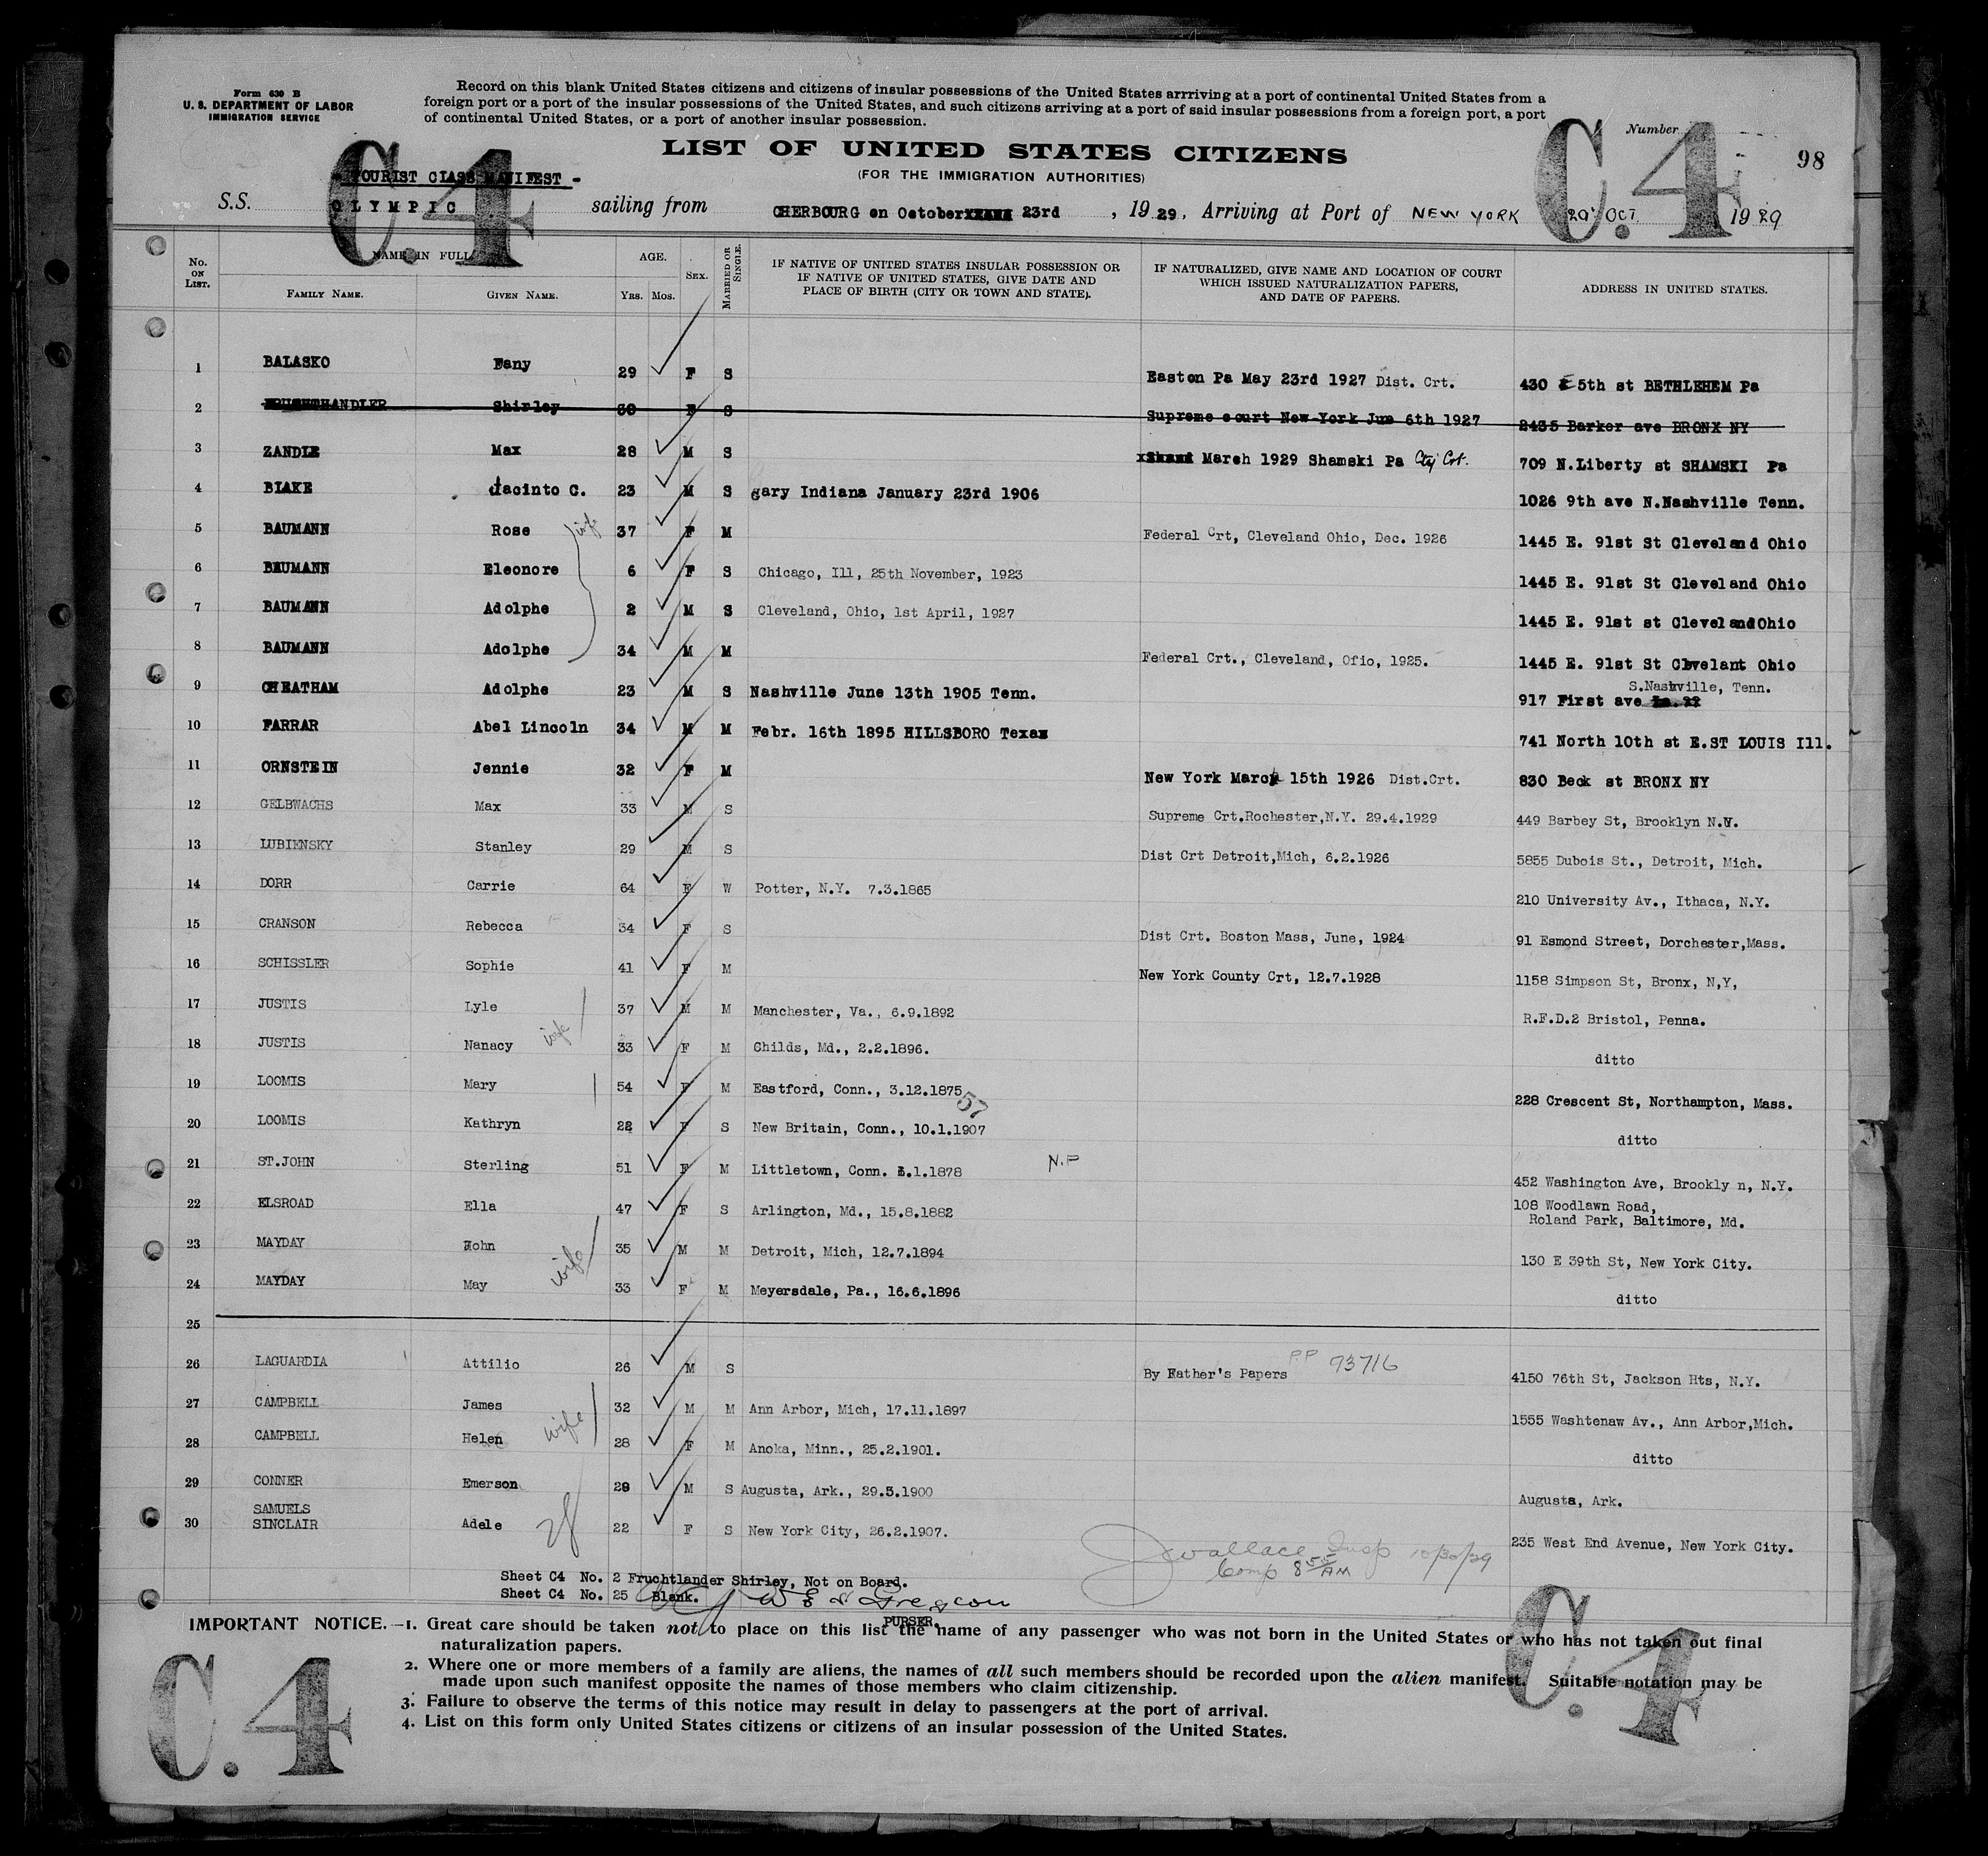 Form 630 B
U. S. DEPARTMENT OF LABOR
IMMIGRATION SERVICE
Record on this blank United States citizens and citizens of insular possessions of the United States arrriving at a port of continental United States from a
foreign port or a port of the insular possessions of the United States, and such citizens arriving at a port of said insular possessions from a foreign port, a port
of continental United States, or a port of another insular possession.
Number
C.4
C.4
98
LIST OF UNITED STATES CITIZENS
(FOR THE IMMIGRATION AUTHORITIES)
- TOURIST CLASS MANIFEST -
S.S. OLYMPIC sailing from CHERBOURG on October 23rd , 1929, Arriving at Port of NEW YORK 29 OCT. 1929
No. ON LIST. NAME IN FULL AGE. SEX. MARRIED OR SINGLE. IF NATIVE OF UNITED STATES INSULAR POSSESSION OR IF NATIVE OF UNITED STATES, GIVE DATE AND PLACE OF BIRTH (CITY OR TOWN AND STATE). IF NATURALIZED, GIVE NAME AND LOCATION OF COURT WHICH ISSUED NATURALIZATION PAPERS, AND DATE OF PAPERS. ADDRESS IN UNITED STATES.
FAMILY NAME. GIVEN NAME. YRS. MOS.
1 BALASKO Fany 29 F S Easton Pa May 23rd 1927 Dist. Crt. 430 E 5th st BETHLEHEM Pa
2 Shirley 30 F S Supreme court New-York Jun 6th 1927 2435 Barker ave BRONX NY
3 ZANDLE Max 28 M S March 1929 Shamski Pa Cty Crt. 709 N.Liberty st SHAMSKI Pa
4 BLAKE Jacinto C. 23 M S gary Indiana January 23rd 1906 1026 9th ave N.Nashville Tenn.
5 BAUMANN Rose wife 37 F M Federal Crt, Cleveland Ohio, Dec. 1926 1445 E. 91st St Cleveland Ohio
6 BAUMANN Eleonore 6 F S Chicago, Ill, 25th November, 1923 1445 E. 91st St Cleveland Ohio
7 BAUMANN Adolphe 2 M S Cleveland, Ohio, 1st April, 1927 1445 E. 91st st ClevelandOhio
8 BAUMANN Adolphe 34 M M Federal Crt., Cleveland, Ofio, 1925. 1445 E. 91st St Clevelant Ohio
9 CHEATHAM Adolphe 23 M S Nashville June 13th 1905 Tenn. 917 First ave S.Nashville, Tenn.
10 FARRAR Abel Lincoln 34 M M Febr. 16th 1895 HILLSBORO Texas 741 North 10th st E.ST LOUIS Ill.
11 ORNSTEIN Jennie 32 F M New York March 15th 1926 Dist.Crt. 830 Beck st BRONX NY
12 GELBWACHS Max 33 M S Supreme Crt.Rochester,N.Y. 29.4.1929 449 Barbey St, Brooklyn N.Y.
13 LUBIENSKY Stanley 29 M S Dist Crt Detroit,Mich, 6.2.1926 5855 Dubois St., Detroit, Mich.
14 DORR Carrie 64 F W Potter, N.Y. 7.3.1865 210 University Av., Ithaca, N.Y.
15 CRANSON Rebecca 34 F S Dist Crt. Boston Mass, June, 1924 91 Esmond Street, Dorchester,Mass.
16 SCHISSLER Sophie 41 F M New York County Crt, 12.7.1928 1158 Simpson St, Bronx, N,Y,
17 JUSTIS Lyle 37 M M Manchester, Va., 6.9.1892 R.F.D.2 Bristol, Penna.
18 JUSTIS Nanacy wife 33 F M Childs, Md., 2.2.1896. ditto
19 LOOMIS Mary 54 F M Eastford, Conn., 3.12.1875 228 Crescent St, Northampton, Mass.
57
20 LOOMIS Kathryn 22 F S New Britain, Conn., 10.1.1907 ditto
21 ST.JOHN Sterling 51 F M Littletown, Conn. 1.1878 N.P 452 Washington Ave, Brookly n, N.Y.
22 ELSROAD Ella 47 F S Arlington, Md., 15.8.1882 108 Woodlawn Road, Roland Park, Baltimore, Md.
23 MAYDAY John 35 M M Detroit, Mich, 12.7.1894 130 E 39th St, New York City.
24 MAYDAY May wife 33 F M Meyersdale, Pa., 16.6.1896 ditto
25
26 LAGUARDIA Attilio 26 M S By Father's Papers P.P 93716 4150 76th St, Jackson Hts, N.Y.
27 CAMPBELL James 32 M M Ann Arbor, Mich, 17.11.1897 1555 Washtenaw Av., Ann Arbor,Mich.
28 CAMPBELL Helen wife 28 F M Anoka, Minn., 25.2.1901. ditto
29 CONNER Emerson 29 M S Augusta, Ark., 29.5.1900 Augusta, Ark.
30 SAMUELS SINCLAIR Adele 22 F S New York City, 26.2.1907. 235 West End Avenue, New York City.
28
J Wallace Insp 10/30/29
Comp 8 55 AM
Sheet C4 No. 2 Fruchtlander Shirley, Not on Board.
Sheet C4 No. 25 Blank.
PURSER.
IMPORTANT NOTICE.—1. Great care should be taken not to place on this list the name of any passenger who was not born in the United States or who has not taken out final
naturalization papers.
2. Where one or more members of a family are aliens, the names of all such members should be recorded upon the alien manifest. Suitable notation may be
made upon such manifest opposite the names of those members who claim citizenship.
3. Failure to observe the terms of this notice may result in delay to passengers at the port of arrival.
4. List on this form only United States citizens or citizens of an insular possession of the United States.
C.4
C.4